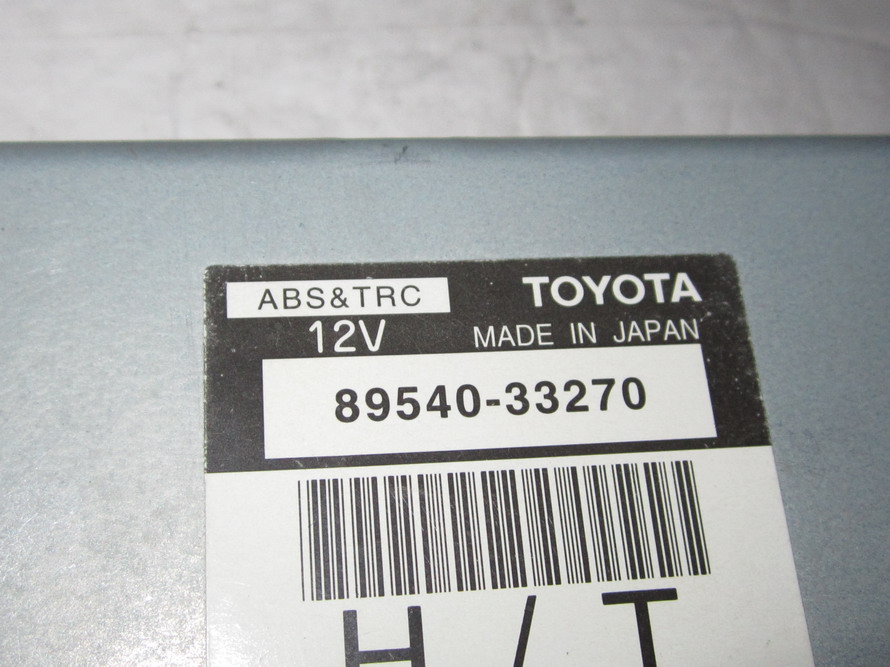 ABS&TRC TOYOTA
12V MADE IN JAPAN
89540-33270
H/T